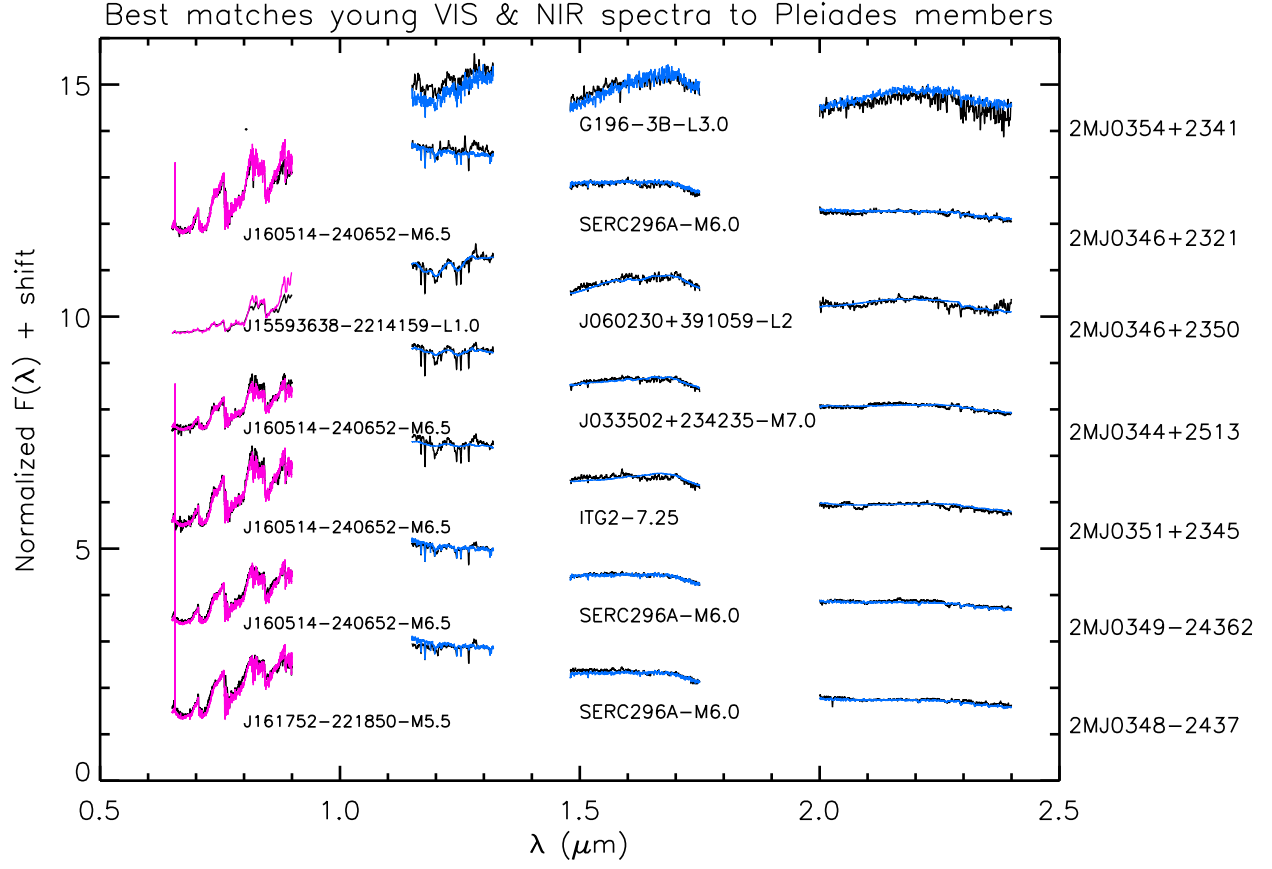 Best matches young VIS & NIR spectra to Pleiades members
15
10
5
0
Normalized F(λ) + shift
G196-3B-L3.0
2MJ0354+2341
J160514-240652-M6.5
SERC296A-M6.0
2MJ0346+2321
J15593638-2214159-L1.0
J060230+391059-L2
2MJ0346+2350
J160514-240652-M6.5
J033502+234235-M7.0
2MJ0344+2513
J160514-240652-M6.5
ITG2-7.25
2MJ0351+2345
J160514-240652-M6.5
SERC296A-M6.0
2MJ0349-24362
J161752-221850-M5.5
SERC296A-M6.0
2MJ0348-2437
0.5 1.0 1.5 2.0 2.5
λ (μm)